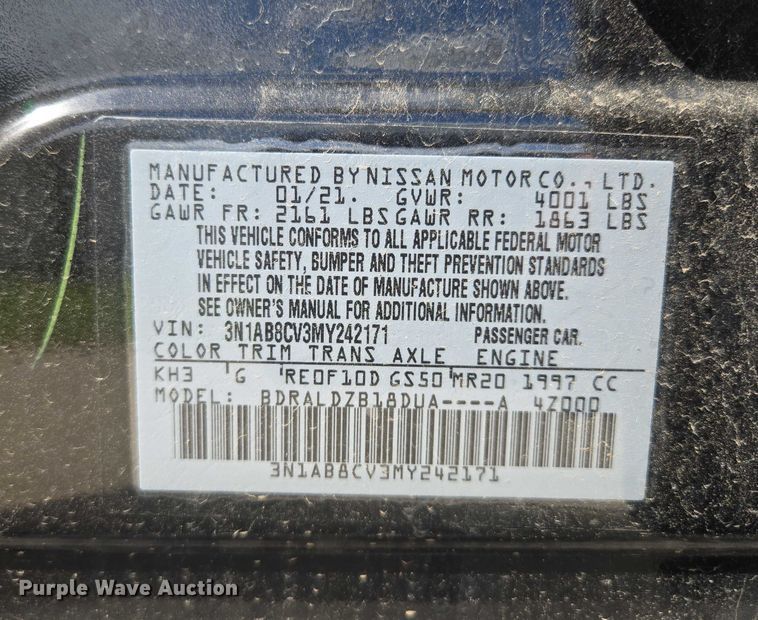 MANUFACTURED BY NISSAN MOTOR CO., LTD.
DATE: 01/21. GVWR: 4001 LBS
GAWR FR: 2161 LBS GAWR RR: 1863 LBS
THIS VEHICLE CONFORMS TO ALL APPLICABLE FEDERAL MOTOR
VEHICLE SAFETY, BUMPER AND THEFT PREVENTION STANDARDS
IN EFFECT ON THE DATE OF MANUFACTURE SHOWN ABOVE.
SEE OWNER'S MANUAL FOR ADDITIONAL INFORMATION.
VIN: 3N1AB8CV3MY242171 PASSENGER CAR.
COLOR TRIM TRANS AXLE ENGINE
KH3 G RE0F10D GS50 MR20 1997 CC
MODEL: BDRALDZB18DUA----A 4Z000
3N1AB8CV3MY242171
Purple Wave Auction